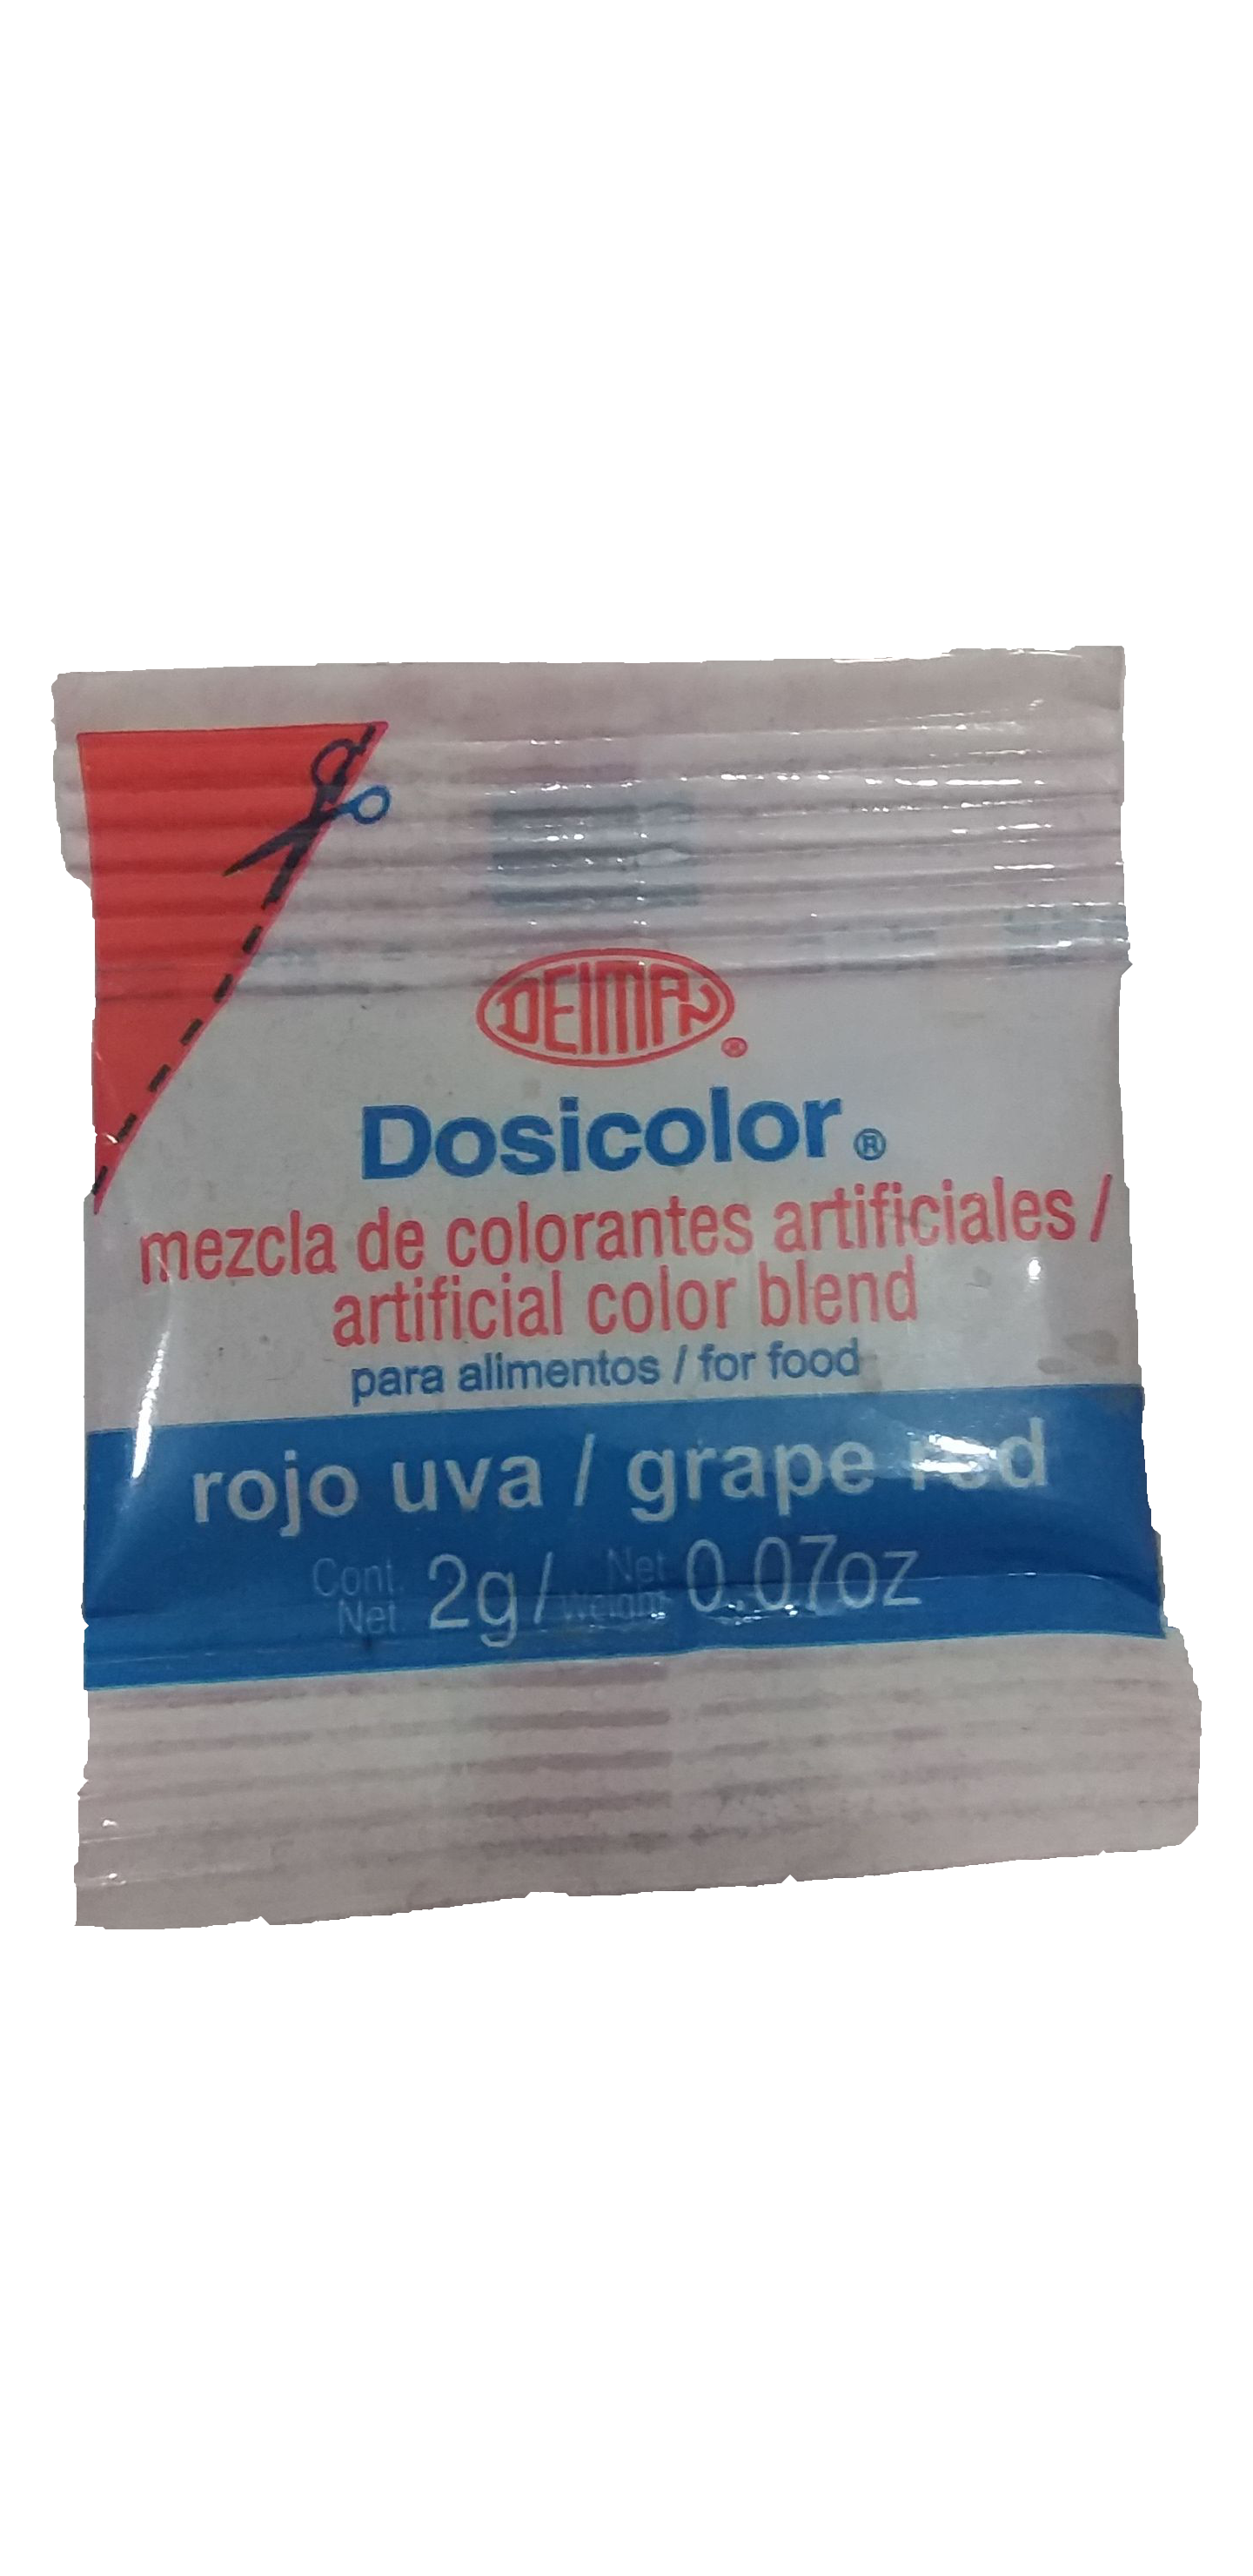 DEIMAN ®
Dosicolor ®
mezcla de colorantes artificiales /
artificial color blend
para alimentos / for food
rojo uva / grape red
Cont. Net. 2g / Net Weight 0.07oz